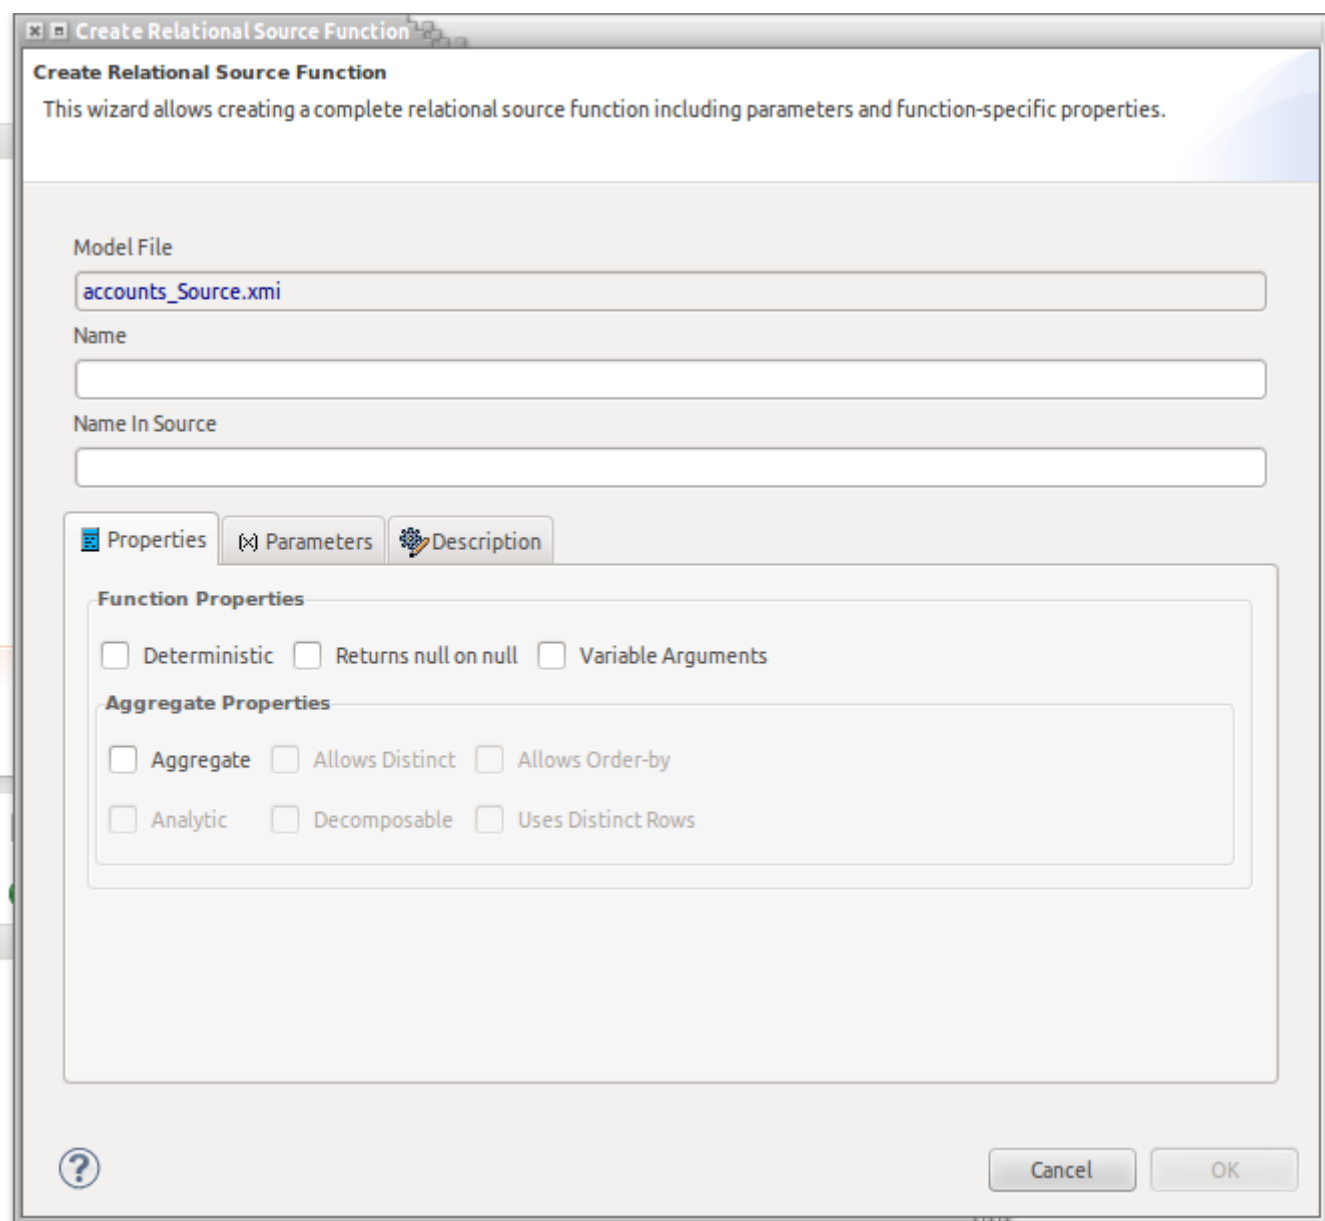 Create Relational Source Function
Create Relational Source Function
This wizard allows creating a complete relational source function including parameters and function-specific properties.
Model File
accounts_Source.xmi
Name
Name In Source
Properties (x) Parameters Description
Function Properties
Deterministic Returns null on null Variable Arguments
Aggregate Properties
Aggregate Allows Distinct Allows Order-by
Analytic Decomposable Uses Distinct Rows
? Cancel OK